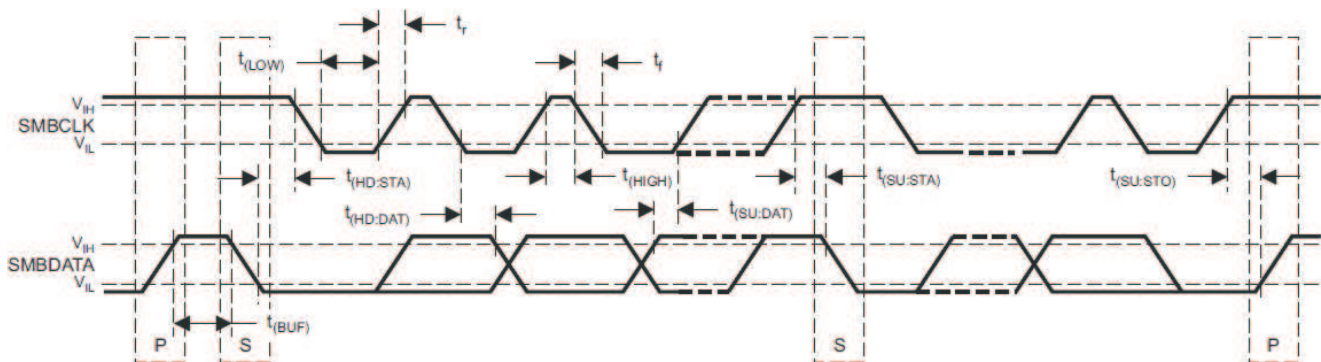 tr
t(LOW)
tf
VIH
SMBCLK
VIL
t(HD:STA)
t(HIGH)
t(SU:STA)
t(SU:STO)
t(HD:DAT)
t(SU:DAT)
VIH
SMBDATA
VIL
t(BUF)
P S S P